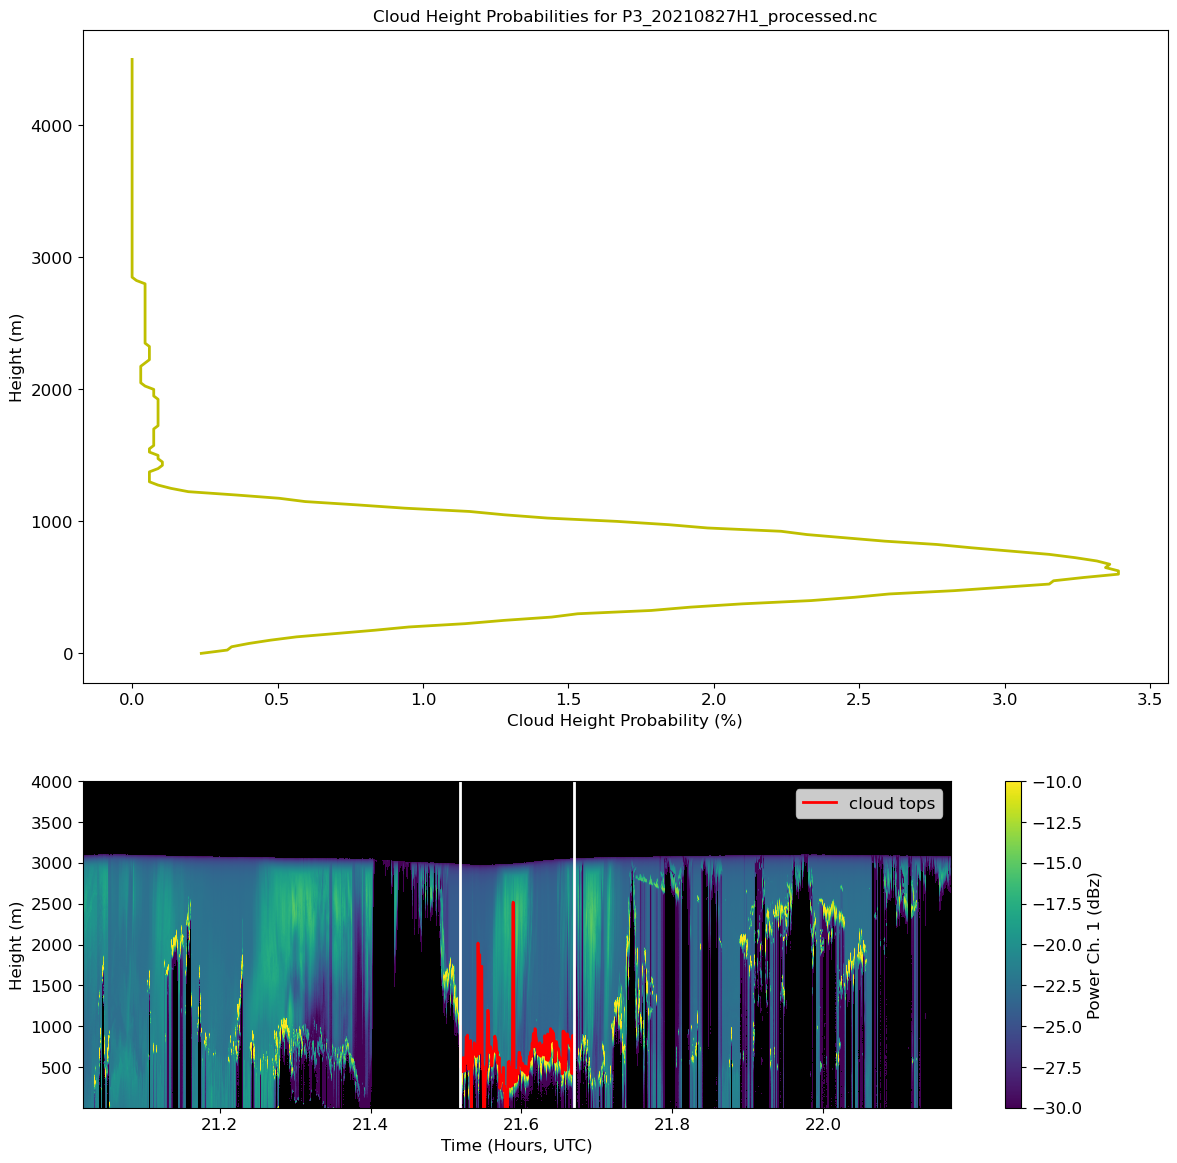 Cloud Height Probabilities for P3_20210827H1_processed.nc
4000
3000
2000
1000
0
Height (m)
0.0 0.5 1.0 1.5 2.0 2.5 3.0 3.5
Cloud Height Probability (%)
4000
3500
3000
2500
2000
1500
1000
500
Height (m)
cloud tops
21.2 21.4 21.6 21.8 22.0
Time (Hours, UTC)
−10.0
−12.5
−15.0
−17.5
−20.0
−22.5
−25.0
−27.5
−30.0
Power Ch. 1 (dBz)